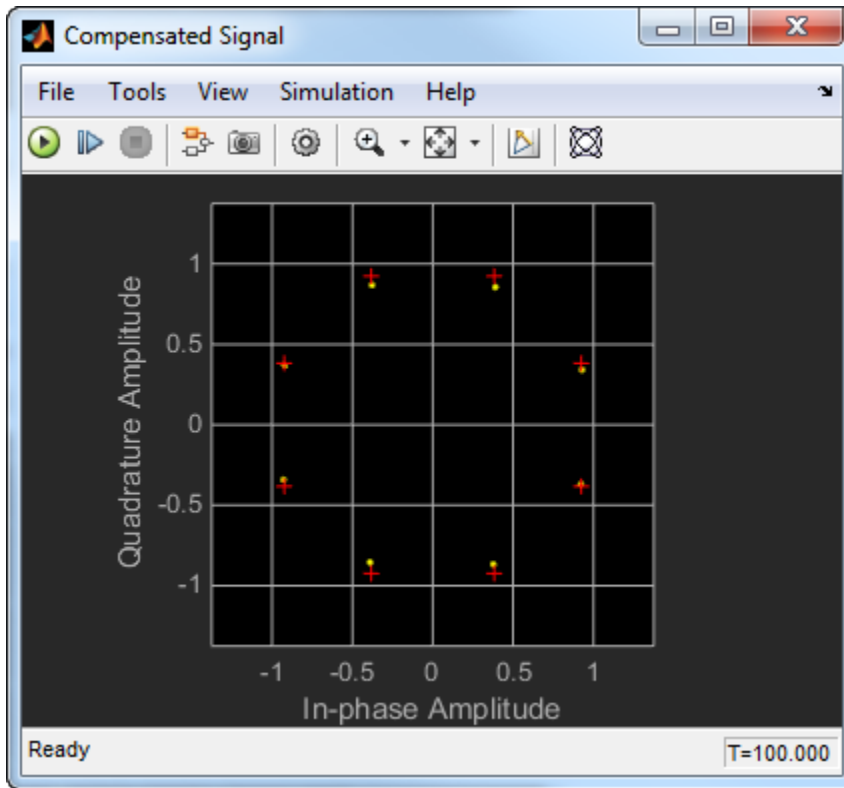 Compensated Signal
File Tools View Simulation Help
1
0.5
0
-0.5
-1
Quadrature Amplitude
-1 -0.5 0 0.5 1
In-phase Amplitude
Ready T=100.000